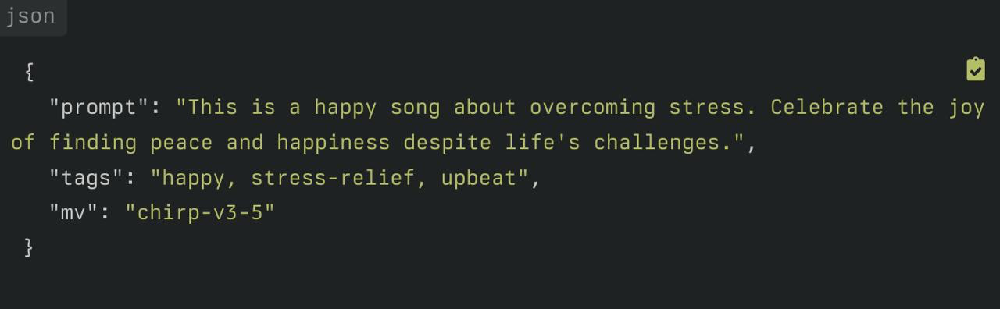 json
{
"prompt": "This is a happy song about overcoming stress. Celebrate the joy
of finding peace and happiness despite life's challenges.",
"tags": "happy, stress-relief, upbeat",
"mv": "chirp-v3-5"
}